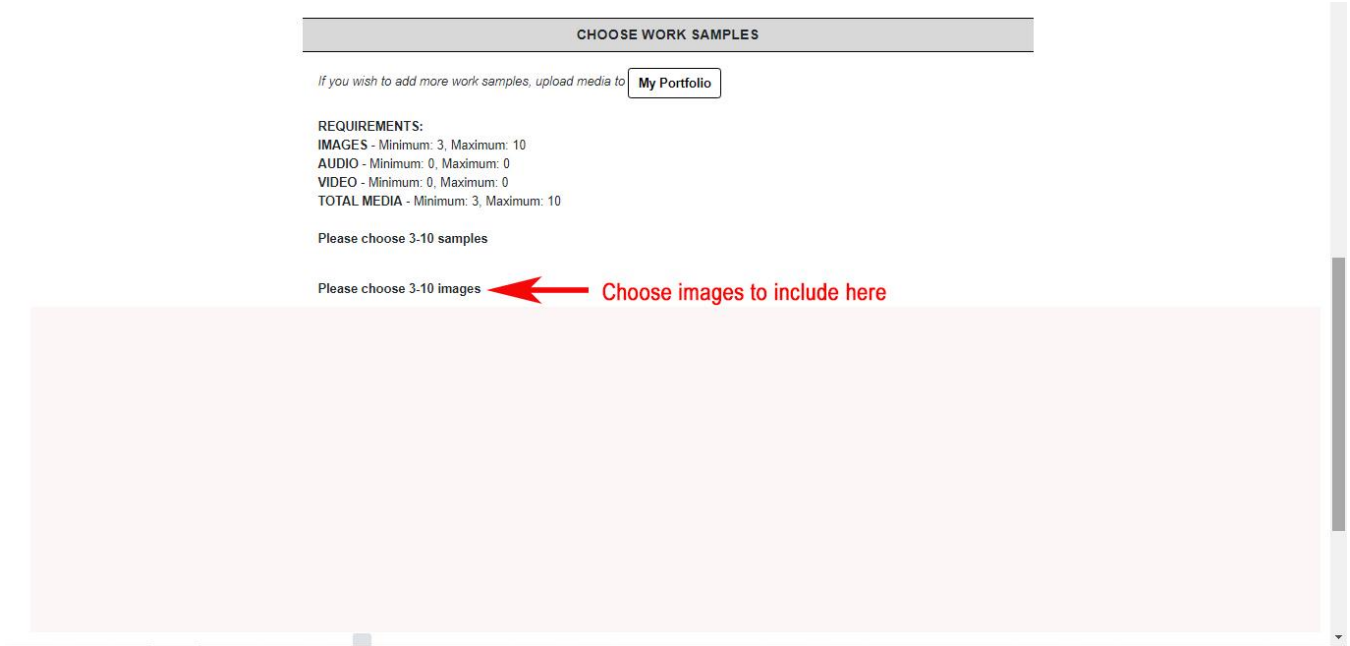 CHOOSE WORK SAMPLES
If you wish to add more work samples, upload media to My Portfolio
REQUIREMENTS:
IMAGES - Minimum: 3, Maximum: 10
AUDIO - Minimum: 0, Maximum: 0
VIDEO - Minimum: 0, Maximum: 0
TOTAL MEDIA - Minimum: 3, Maximum: 10
Please choose 3-10 samples
Please choose 3-10 images Choose images to include here